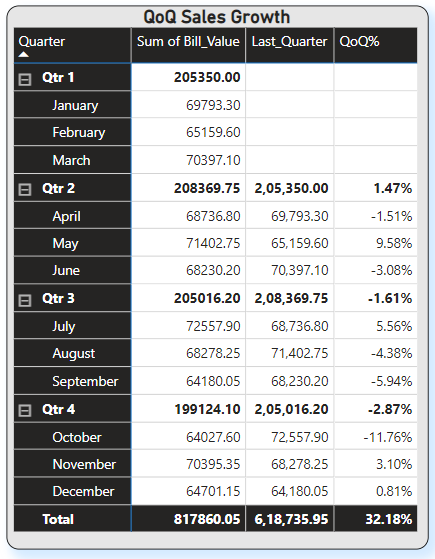 QoQ Sales Growth
Quarter Sum of Bill_Value Last_Quarter QoQ%
Qtr 1 205350.00
January 69793.30
February 65159.60
March 70397.10
Qtr 2 208369.75 2,05,350.00 1.47%
April 68736.80 69,793.30 -1.51%
May 71402.75 65,159.60 9.58%
June 68230.20 70,397.10 -3.08%
Qtr 3 205016.20 2,08,369.75 -1.61%
July 72557.90 68,736.80 5.56%
August 68278.25 71,402.75 -4.38%
September 64180.05 68,230.20 -5.94%
Qtr 4 199124.10 2,05,016.20 -2.87%
October 64027.60 72,557.90 -11.76%
November 70395.35 68,278.25 3.10%
December 64701.15 64,180.05 0.81%
Total 817860.05 6,18,735.95 32.18%